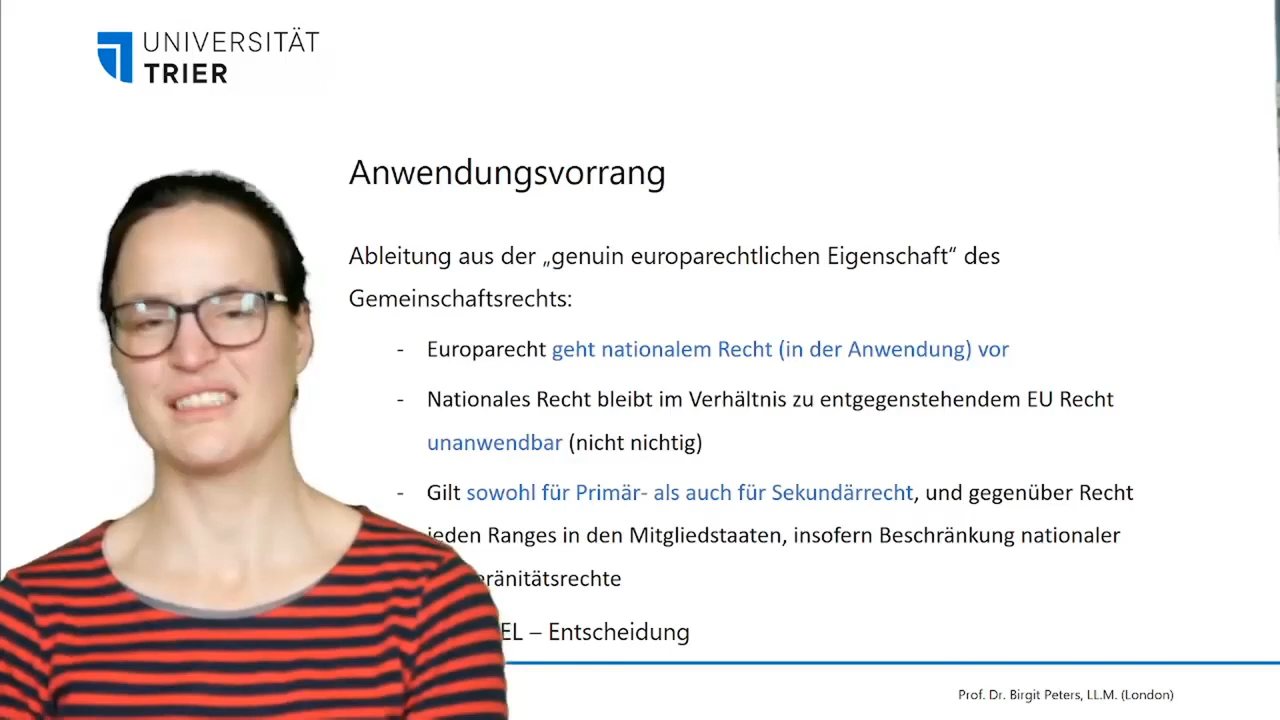 UNIVERSITÄT
TRIER
Anwendungsvorrang
Ableitung aus der „genuin europarechtlichen Eigenschaft“ des
Gemeinschaftsrechts:
- Europarecht geht nationalem Recht (in der Anwendung) vor
- Nationales Recht bleibt im Verhältnis zu entgegenstehendem EU Recht
unanwendbar (nicht nichtig)
- Gilt sowohl für Primär- als auch für Sekundärrecht, und gegenüber Recht
jeden Ranges in den Mitgliedstaaten, insofern Beschränkung nationaler
ränitätsrechte
EL – Entscheidung
Prof. Dr. Birgit Peters, LL.M. (London)